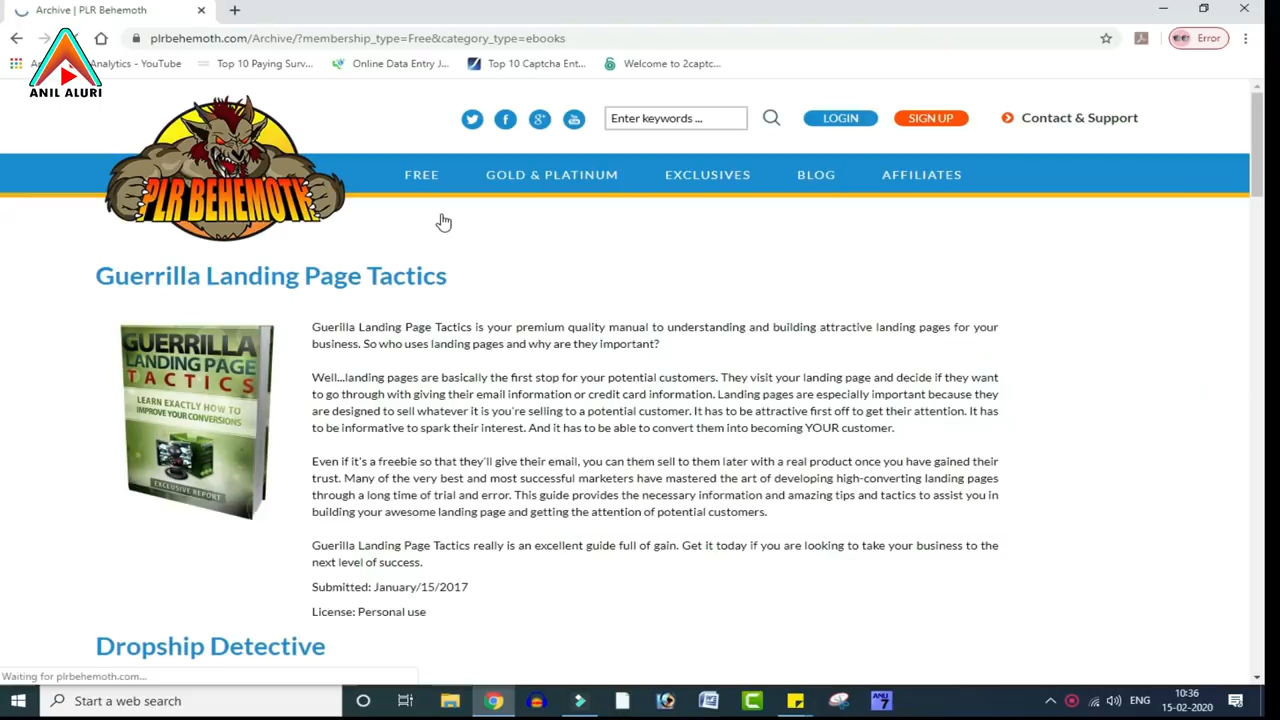 Archive | PLR Behemoth
plrbehemoth.com/Archive/?membership_type=Free&category_type=ebooks
Error
Analytics - YouTube
Top 10 Paying Surv...
Online Data Entry J...
Top 10 Captcha Ent...
Welcome to 2captc...
ANIL ALURI
Enter keywords ...
LOGIN
SIGN UP
Contact & Support
PLR BEHEMOTH
FREE
GOLD & PLATINUM
EXCLUSIVES
BLOG
AFFILIATES
Guerrilla Landing Page Tactics
GUERRILLA
LANDING PAGE
TACTICS
LEARN EXACTLY HOW TO
IMPROVE YOUR CONVERSIONS
EXCLUSIVE REPORT
Guerilla Landing Page Tactics is your premium quality manual to understanding and building attractive landing pages for your
business. So who uses landing pages and why are they important?
Well...landing pages are basically the first stop for your potential customers. They visit your landing page and decide if they want
to go through with giving their email information or credit card information. Landing pages are especially important because they
are designed to sell whatever it is you're selling to a potential customer. It has to be attractive first off to get their attention. It has
to be informative to spark their interest. And it has to be able to convert them into becoming YOUR customer.
Even if it's a freebie so that they'll give their email, you can them sell to them later with a real product once you have gained their
trust. Many of the very best and most successful marketers have mastered the art of developing high-converting landing pages
through a long time of trial and error. This guide provides the necessary information and amazing tips and tactics to assist you in
building your awesome landing page and getting the attention of potential customers.
Guerilla Landing Page Tactics really is an excellent guide full of gain. Get it today if you are looking to take your business to the
next level of success.
Submitted: January/15/2017
License: Personal use
Dropship Detective
Waiting for plrbehemoth.com...
Start a web search
ANU
7
ENG
10:36
15-02-2020